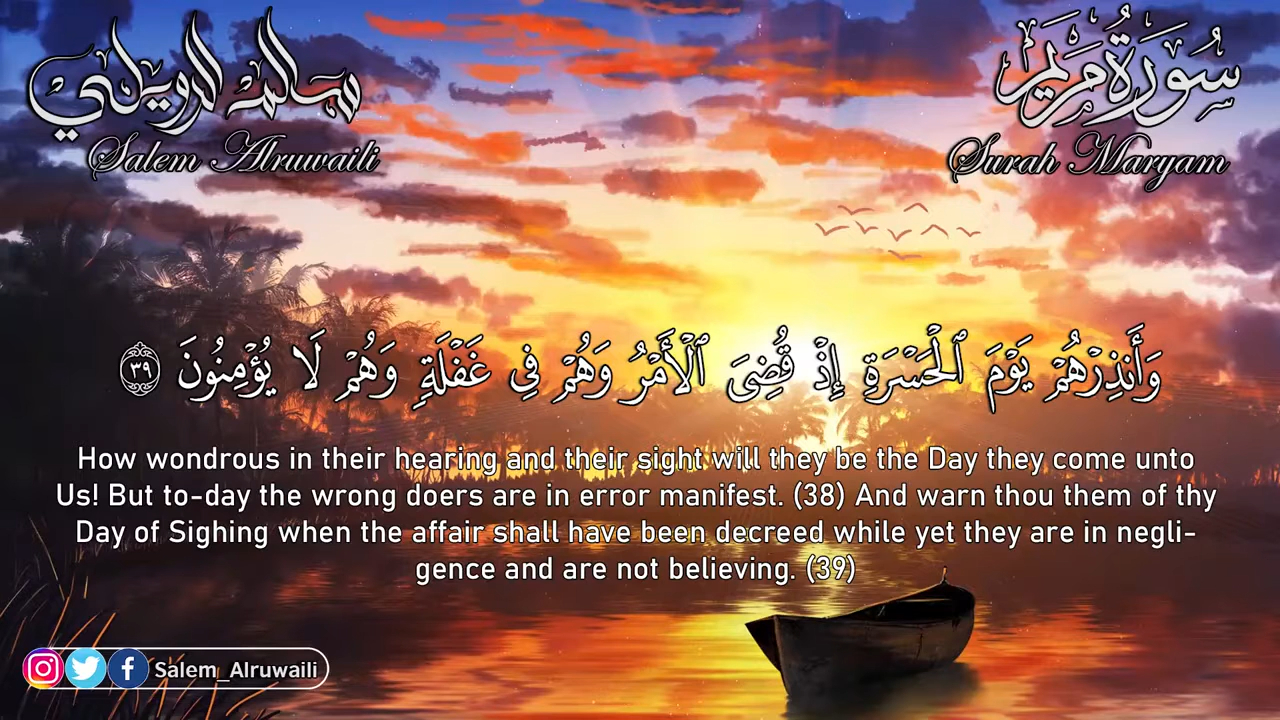 سالم الرويلي
Salem Alruwaili
سورة مريم
Surah Maryam
وَأَنذِرْهُمْ يَوْمَ ٱلْحَسْرَةِ إِذْ قُضِىَ ٱلْأَمْرُ وَهُمْ فِى غَفْلَةٍ وَهُمْ لَا يُؤْمِنُونَ ٣٩
How wondrous in their hearing and their sight will they be the Day they come unto
Us! But to-day the wrong doers are in error manifest. (38) And warn thou them of thy
Day of Sighing when the affair shall have been decreed while yet they are in negli-
gence and are not believing. (39)
Salem_Alruwaili